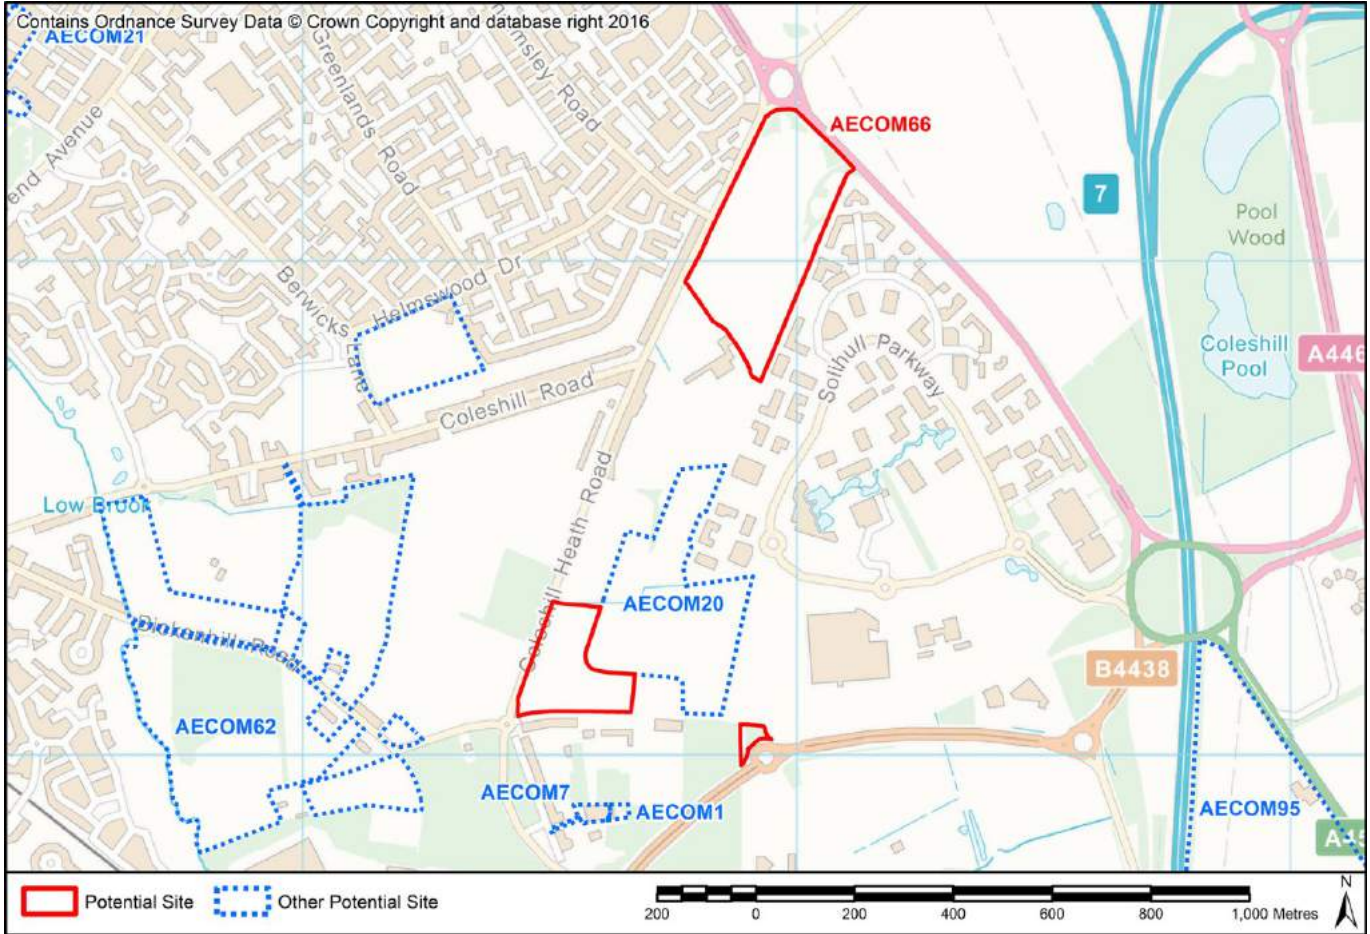 Contains Ordnance Survey Data © Crown Copyright and database right 2016
AECOM21
Greenlands Road
msley Road
end Avenue
AECOM66
7
Pool
Wood
Berwicks Lane
Helmswood Dr
Coleshill Road
Solihull Parkway
Coleshill
Pool
A446
Low Brook
Coleshill Heath Road
AECOM20
Bickenhill Road
B4438
AECOM62
AECOM7
AECOM1
AECOM95
A45
Potential Site
Other Potential Site
200 0 200 400 600 800 1,000 Metres
N